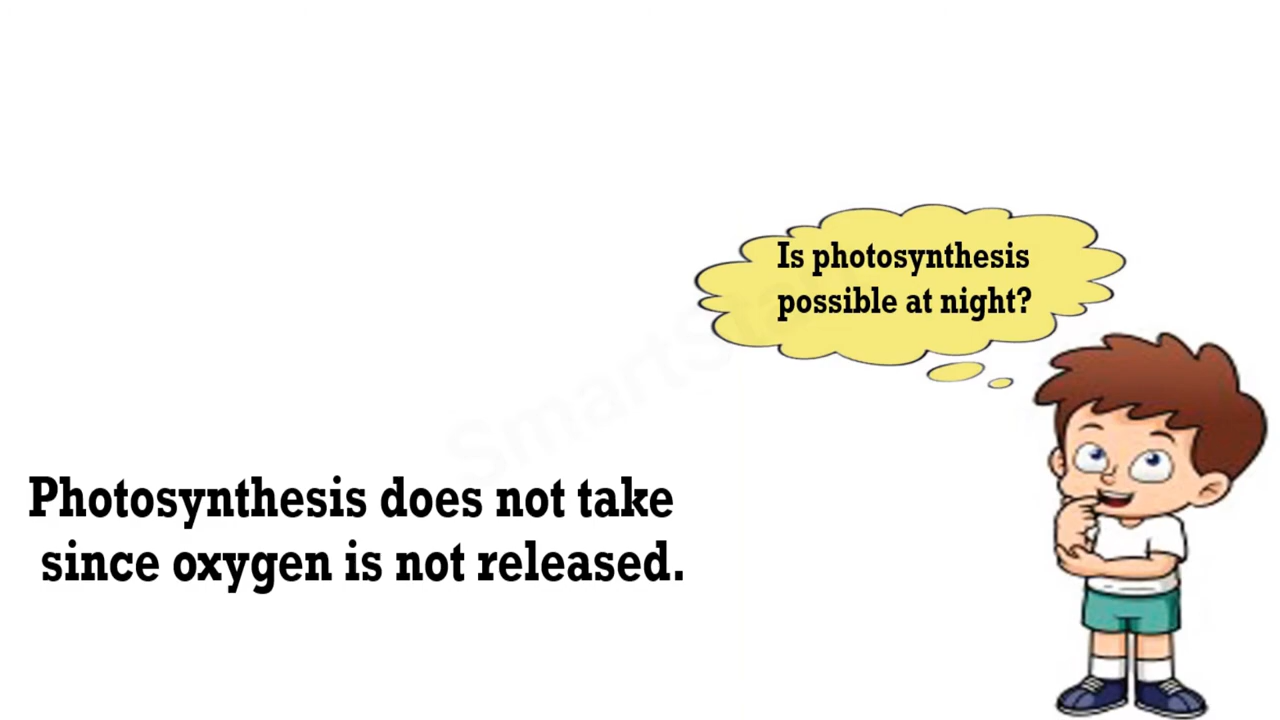 Is photosynthesis
possible at night?
Photosynthesis does not take
since oxygen is not released.